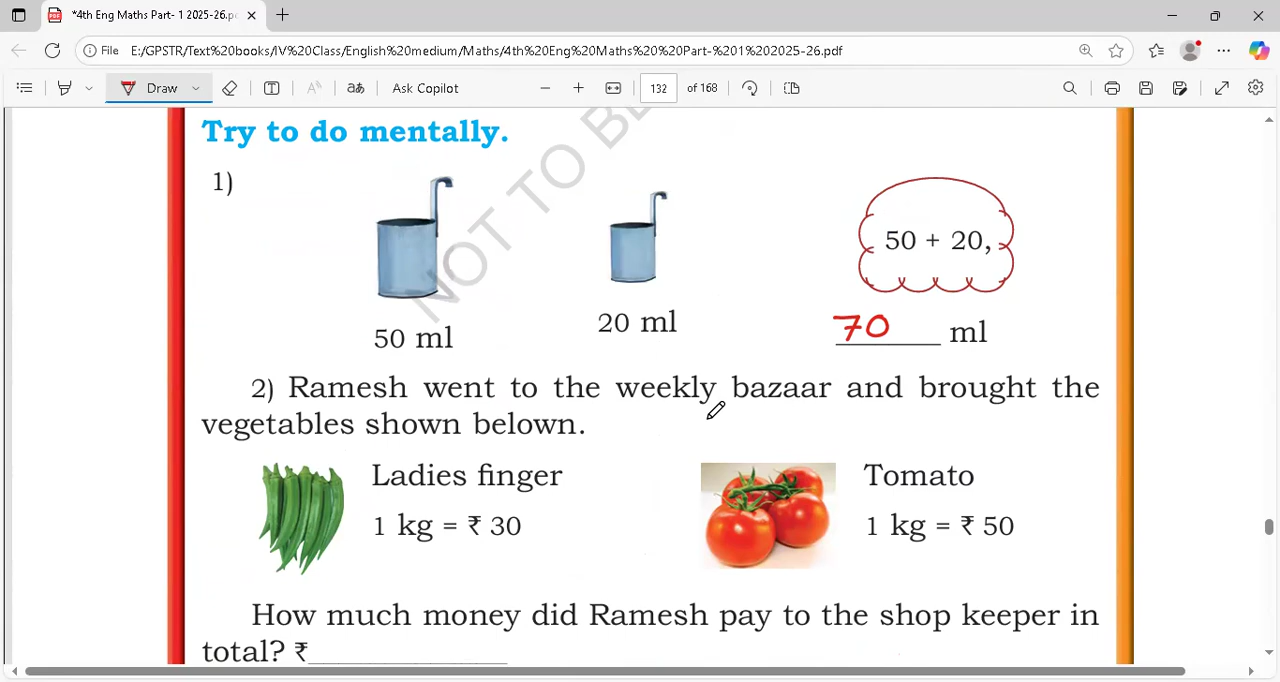 *4th Eng Maths Part- 1 2025-26.p
File E:/GPSTR/Text%20books/IV%20Class/English%20medium/Maths/4th%20Eng%20Maths%20%20Part-%201%202025-26.pdf
Draw aあ Ask Copilot 132 of 168
Try to do mentally.
NOT TO BE
1)
50 + 20,
50 ml 20 ml 70 ml
2) Ramesh went to the weekly bazaar and brought the
vegetables shown belown.
Ladies finger Tomato
1 kg = ₹ 30 1 kg = ₹ 50
How much money did Ramesh pay to the shop keeper in
total? ₹